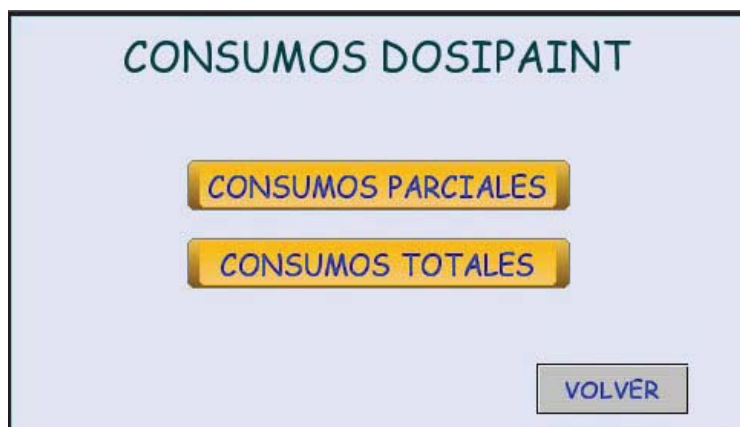 CONSUMOS DOSIPAINT
CONSUMOS PARCIALES
CONSUMOS TOTALES
VOLVER